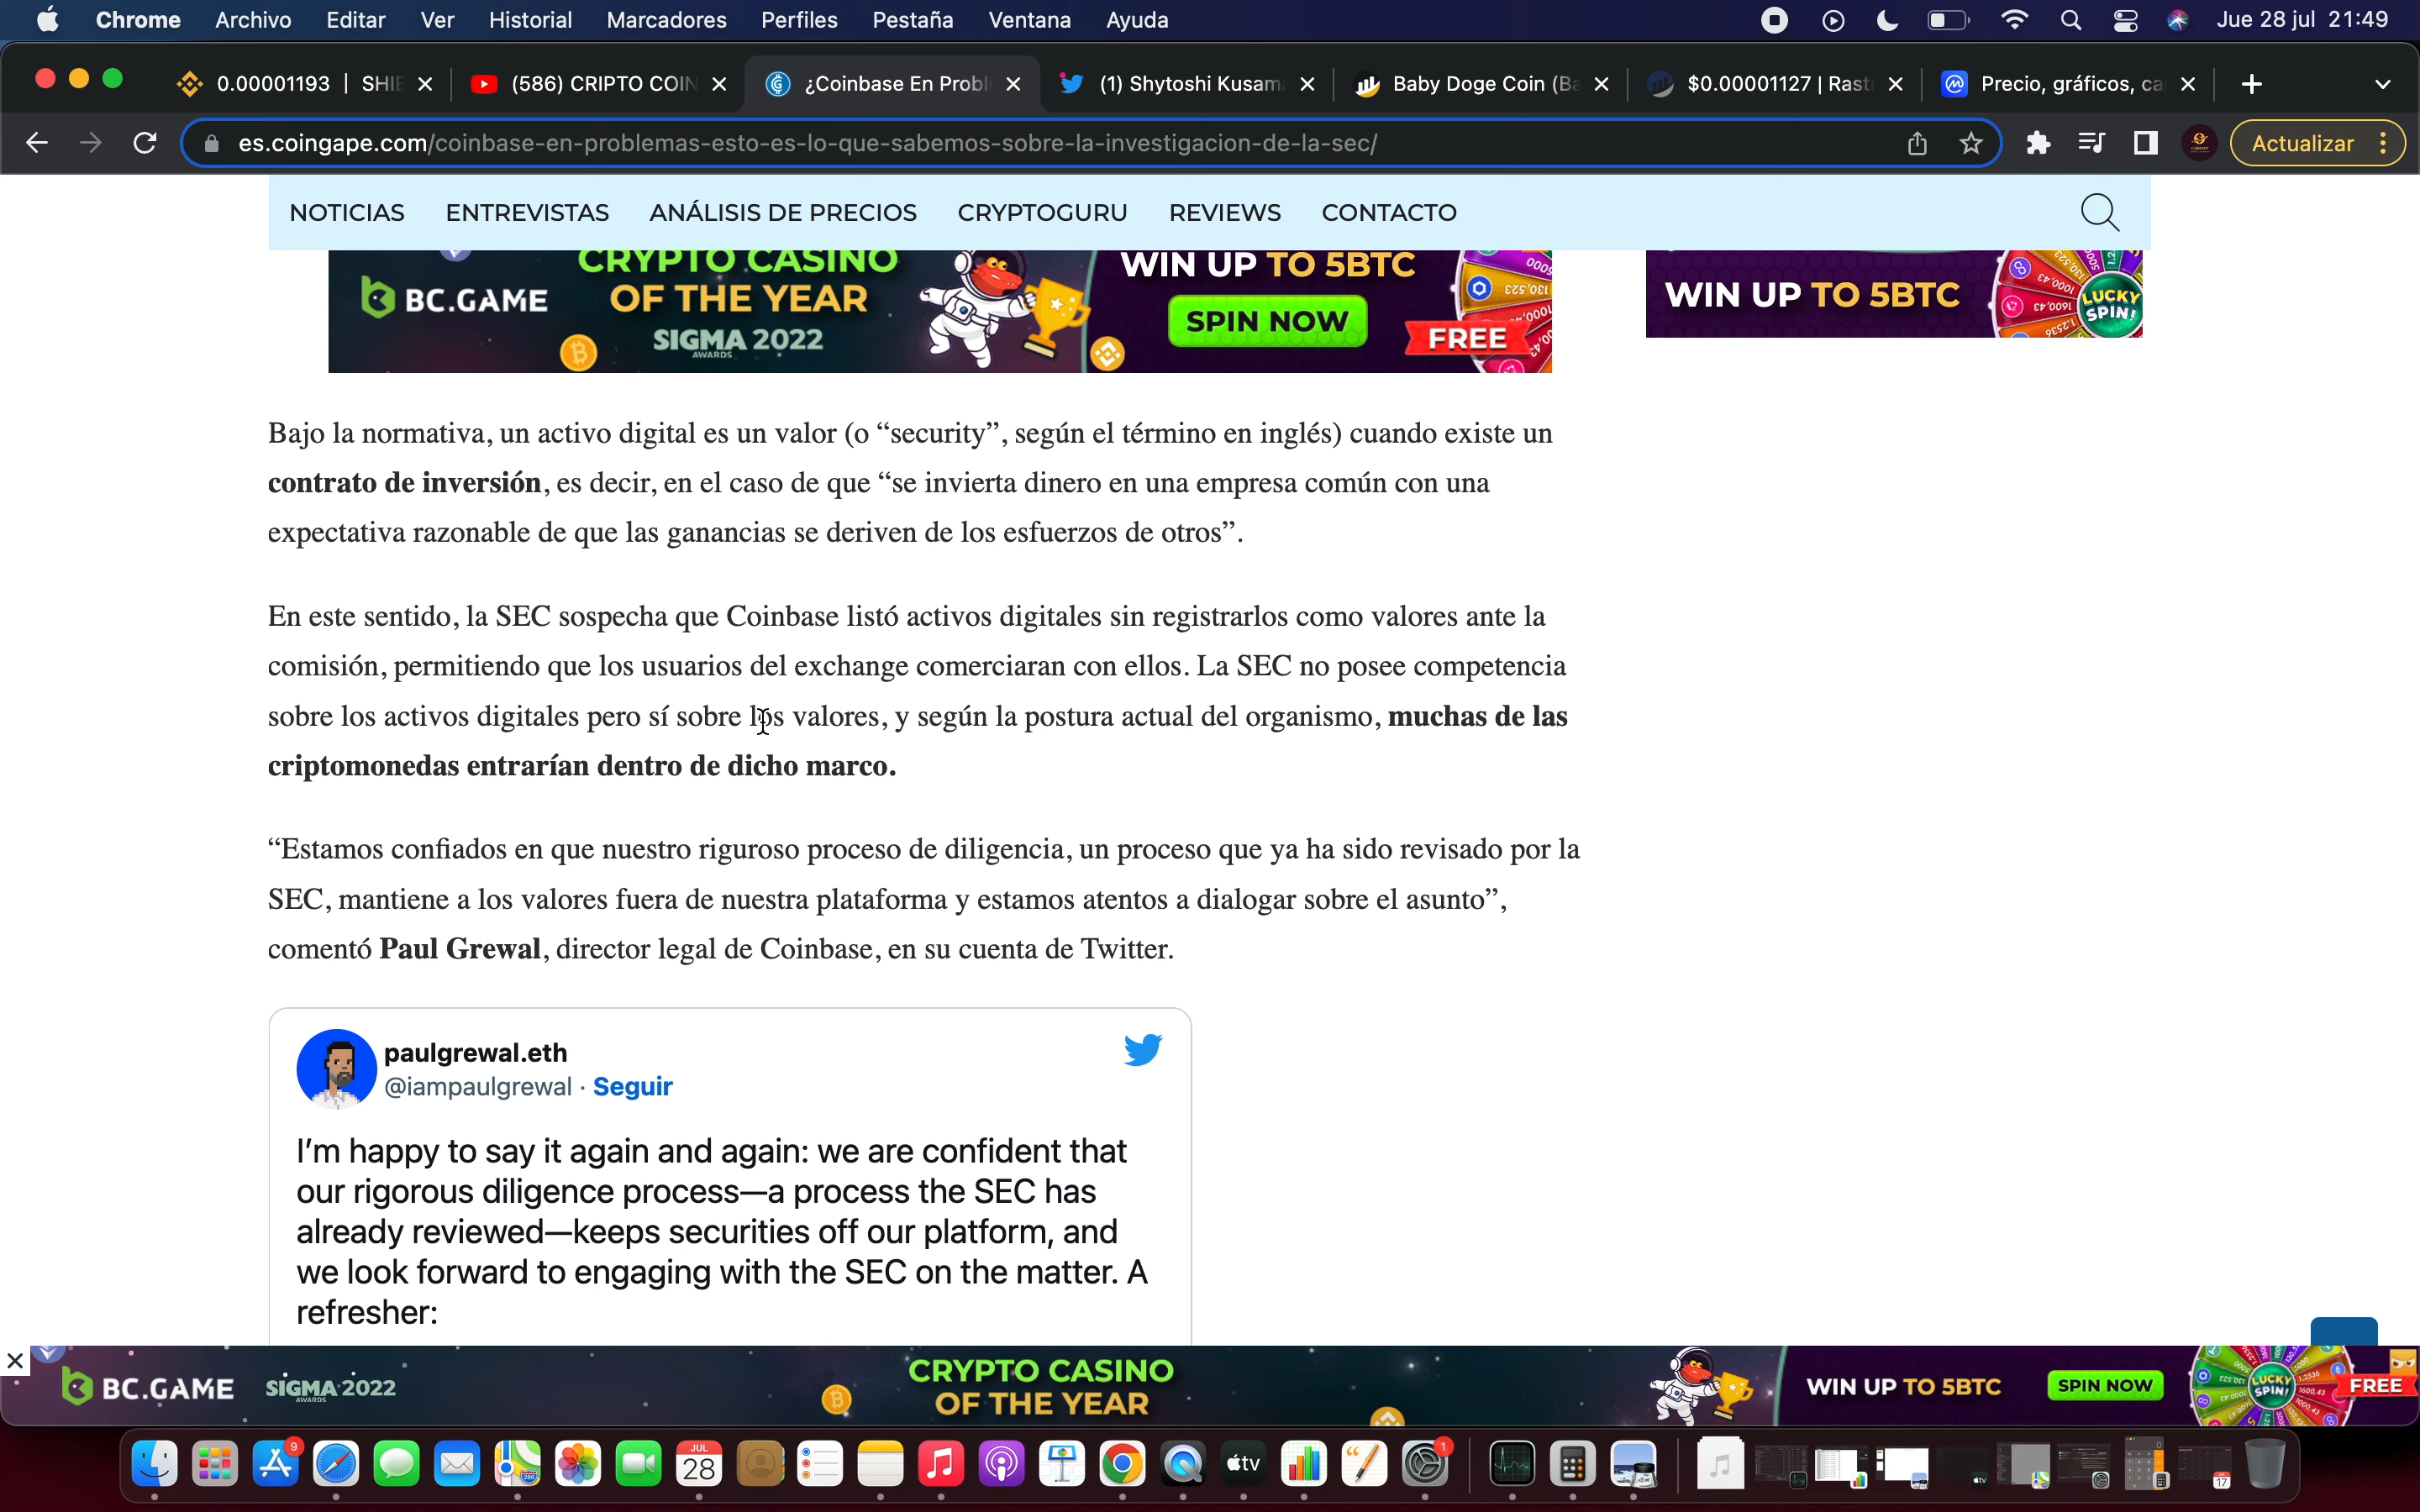 Chrome Archivo Editar Ver Historial Marcadores Perfiles Pestaña Ventana Ayuda Jue 28 jul 21:49
0.00001193 | SHIB (586) CRIPTO COIN ¿Coinbase En Probl (1) Shytoshi Kusama Baby Doge Coin (Ba $0.00001127 | Rast Precio, gráficos, ca
es.coingape.com/coinbase-en-problemas-esto-es-lo-que-sabemos-sobre-la-investigacion-de-la-sec/ Actualizar
NOTICIAS ENTREVISTAS ANÁLISIS DE PRECIOS CRYPTOGURU REVIEWS CONTACTO
BC.GAME
CRYPTO CASINO
OF THE YEAR
SIGMA 2022
AWARDS
WIN UP TO 5BTC
SPIN NOW
FREE
WIN UP TO 5BTC
LUCKY
SPIN!
Bajo la normativa, un activo digital es un valor (o “security”, según el término en inglés) cuando existe un
contrato de inversión, es decir, en el caso de que “se invierta dinero en una empresa común con una
expectativa razonable de que las ganancias se deriven de los esfuerzos de otros”.
En este sentido, la SEC sospecha que Coinbase listó activos digitales sin registrarlos como valores ante la
comisión, permitiendo que los usuarios del exchange comerciaran con ellos. La SEC no posee competencia
sobre los activos digitales pero sí sobre los valores, y según la postura actual del organismo, muchas de las
criptomonedas entrarían dentro de dicho marco.
“Estamos confiados en que nuestro riguroso proceso de diligencia, un proceso que ya ha sido revisado por la
SEC, mantiene a los valores fuera de nuestra plataforma y estamos atentos a dialogar sobre el asunto”,
comentó Paul Grewal, director legal de Coinbase, en su cuenta de Twitter.
paulgrewal.eth
@iampaulgrewal · Seguir
I’m happy to say it again and again: we are confident that
our rigorous diligence process—a process the SEC has
already reviewed—keeps securities off our platform, and
we look forward to engaging with the SEC on the matter. A
refresher:
BC.GAME
SIGMA 2022
AWARDS
CRYPTO CASINO
OF THE YEAR
WIN UP TO 5BTC
SPIN NOW
LUCKY
SPIN!
FREE
9
JUL
28
tv
1
17